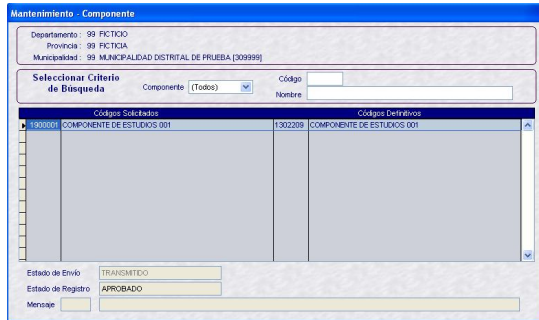 Mantenimiento - Componente
Departamento : 99 FICTICIO
Provincia : 99 FICTICIA
Municipalidad : 99 MUNICIPALIDAD DISTRITAL DE PRUEBA [309999]
Seleccionar Criterio
de Búsqueda
Componente (Todos)
Código
Nombre
Códigos Solicitados Códigos Definitivos
1900001 COMPONENTE DE ESTUDIOS 001 1302209 COMPONENTE DE ESTUDIOS 001
Estado de Envío TRANSMITIDO
Estado de Registro APROBADO
Mensaje